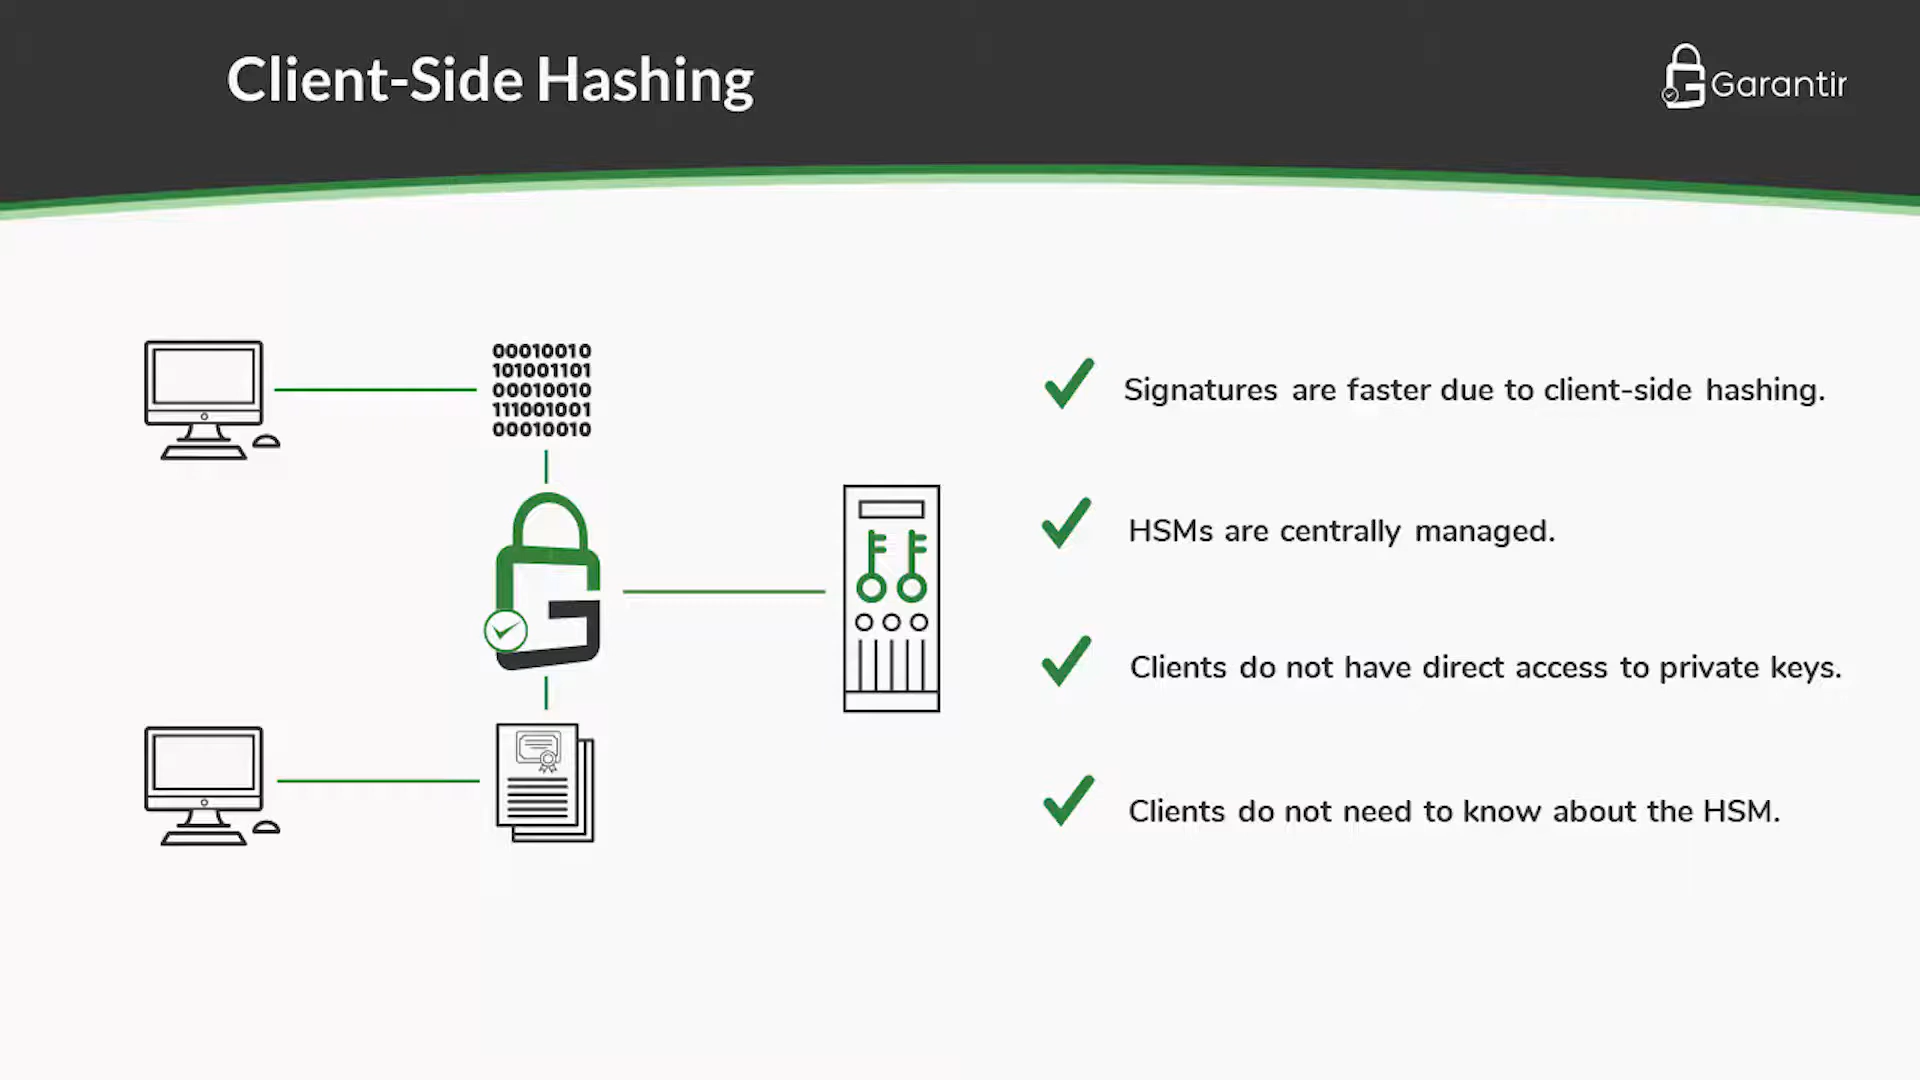 Client-Side Hashing
Garantir
00010010
101001101
00010010
111001001
00010010
Signatures are faster due to client-side hashing.
HSMs are centrally managed.
Clients do not have direct access to private keys.
Clients do not need to know about the HSM.